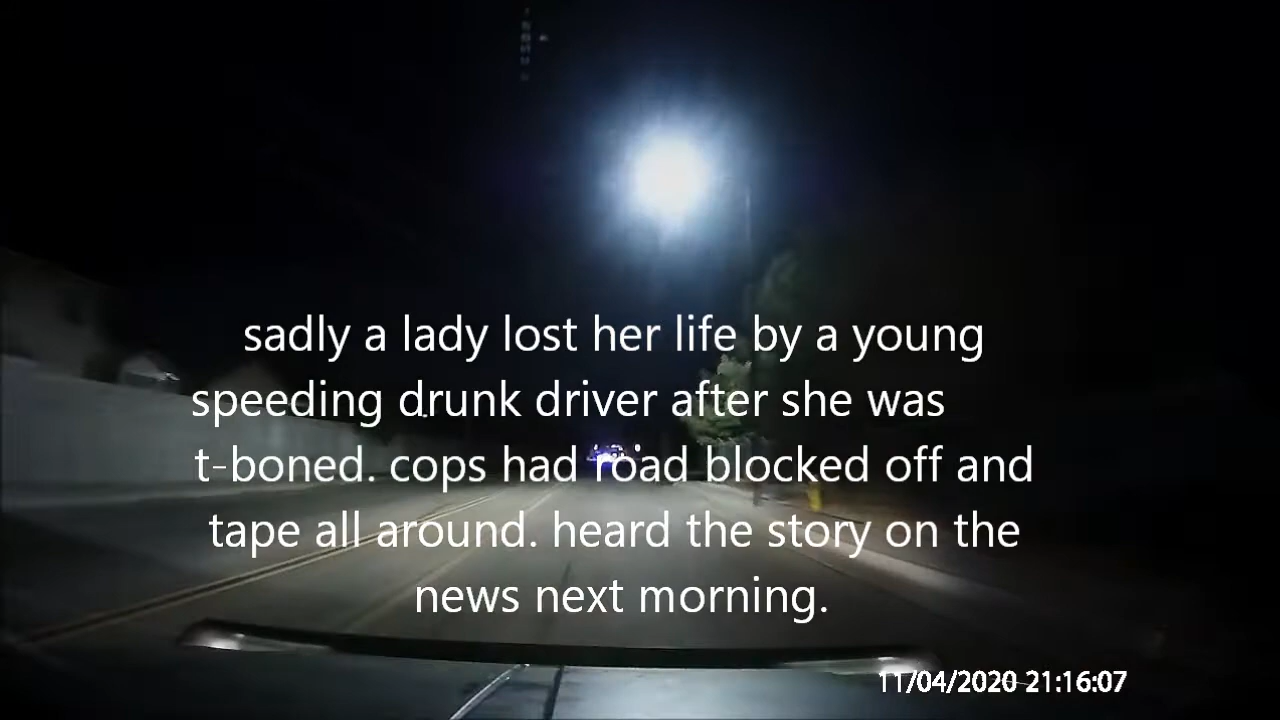 sadly a lady lost her life by a young
speeding drunk driver after she was
t-boned. cops had road blocked off and
tape all around. heard the story on the
news next morning.
11/04/2020 21:16:07